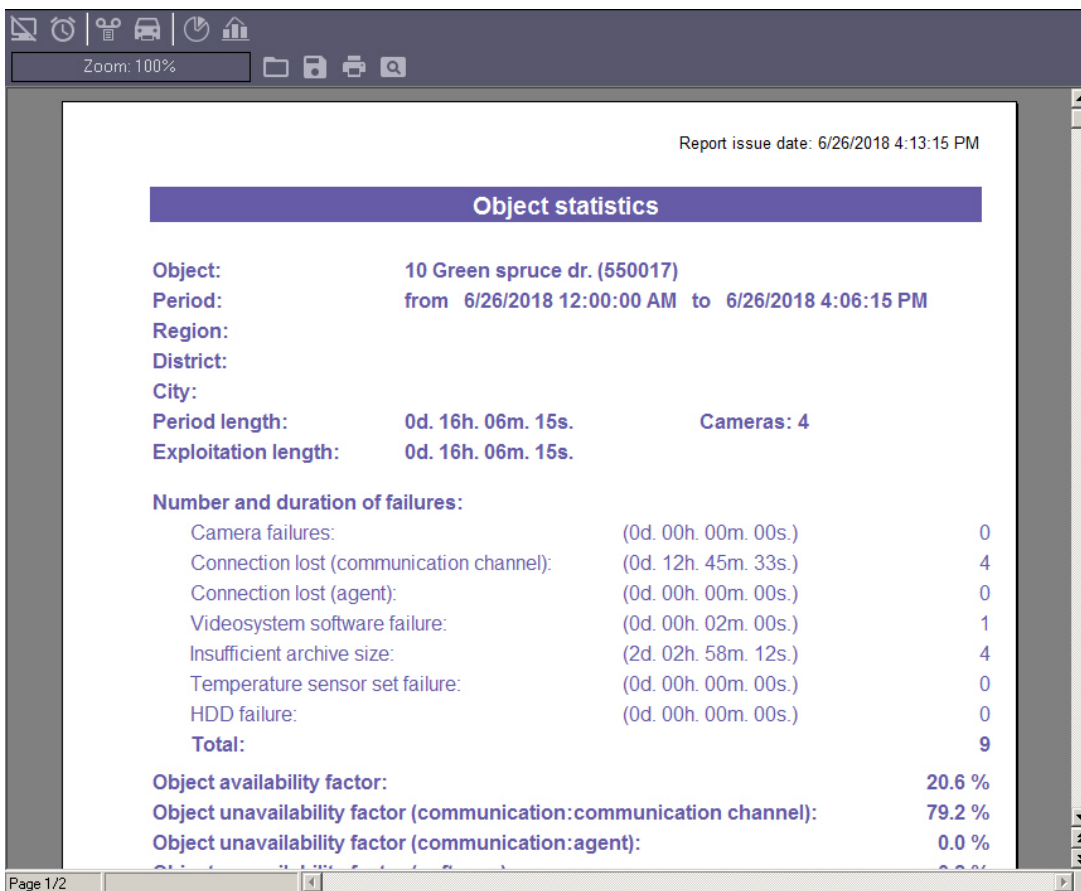 Zoom: 100%
Report issue date: 6/26/2018 4:13:15 PM
Object statistics
Object: 10 Green spruce dr. (550017)
Period: from 6/26/2018 12:00:00 AM to 6/26/2018 4:06:15 PM
Region:
District:
City:
Period length: 0d. 16h. 06m. 15s. Cameras: 4
Exploitation length: 0d. 16h. 06m. 15s.
Number and duration of failures:
Camera failures: (0d. 00h. 00m. 00s.) 0
Connection lost (communication channel): (0d. 12h. 45m. 33s.) 4
Connection lost (agent): (0d. 00h. 00m. 00s.) 0
Videosystem software failure: (0d. 00h. 02m. 00s.) 1
Insufficient archive size: (2d. 02h. 58m. 12s.) 4
Temperature sensor set failure: (0d. 00h. 00m. 00s.) 0
HDD failure: (0d. 00h. 00m. 00s.) 0
Total: 9
Object availability factor: 20.6 %
Object unavailability factor (communication:communication channel): 79.2 %
Object unavailability factor (communication:agent): 0.0 %
Page 1/2